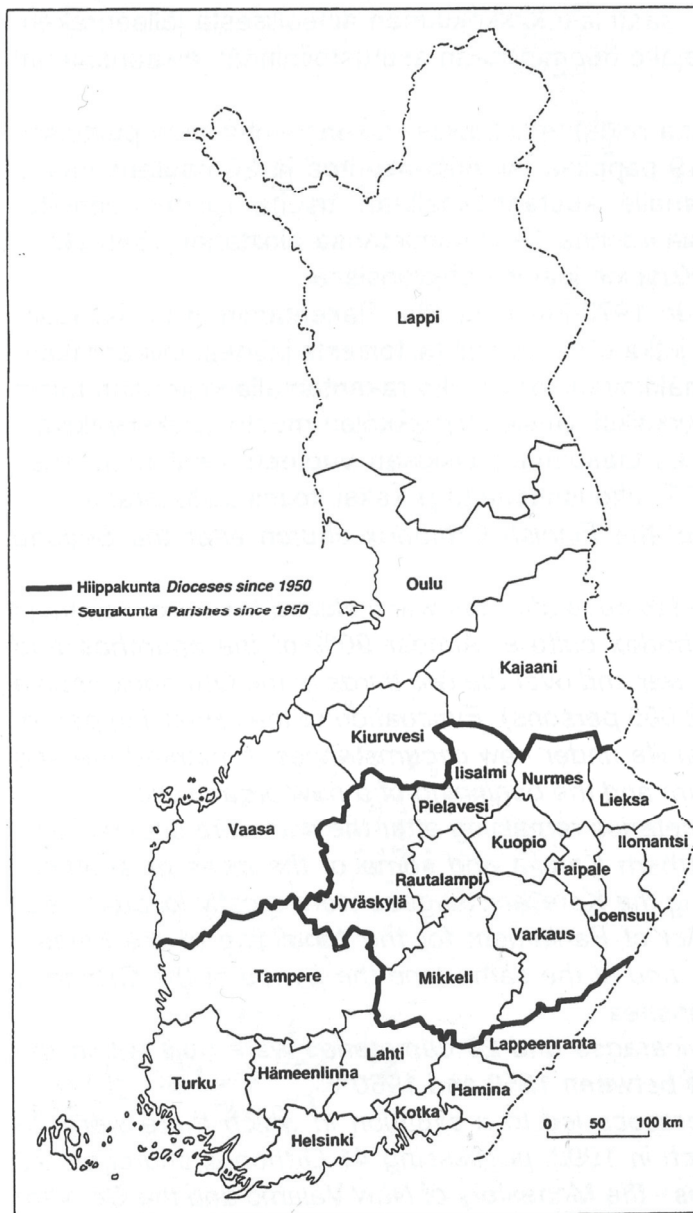 Lappi
Oulu
Hiippakunta Dioceses since 1950
Seurakunta Parishes since 1950
Kajaani
Kiuruvesi
Iisalmi
Nurmes
Lieksa
Pielavesi
Vaasa
Kuopio
Ilomantsi
Taipale
Rautalampi
Jyväskylä
Joensuu
Varkaus
Tampere
Mikkeli
Lappeenranta
Lahti
Hämeenlinna
Turku
Hamina
Kotka
Helsinki
50 100 km